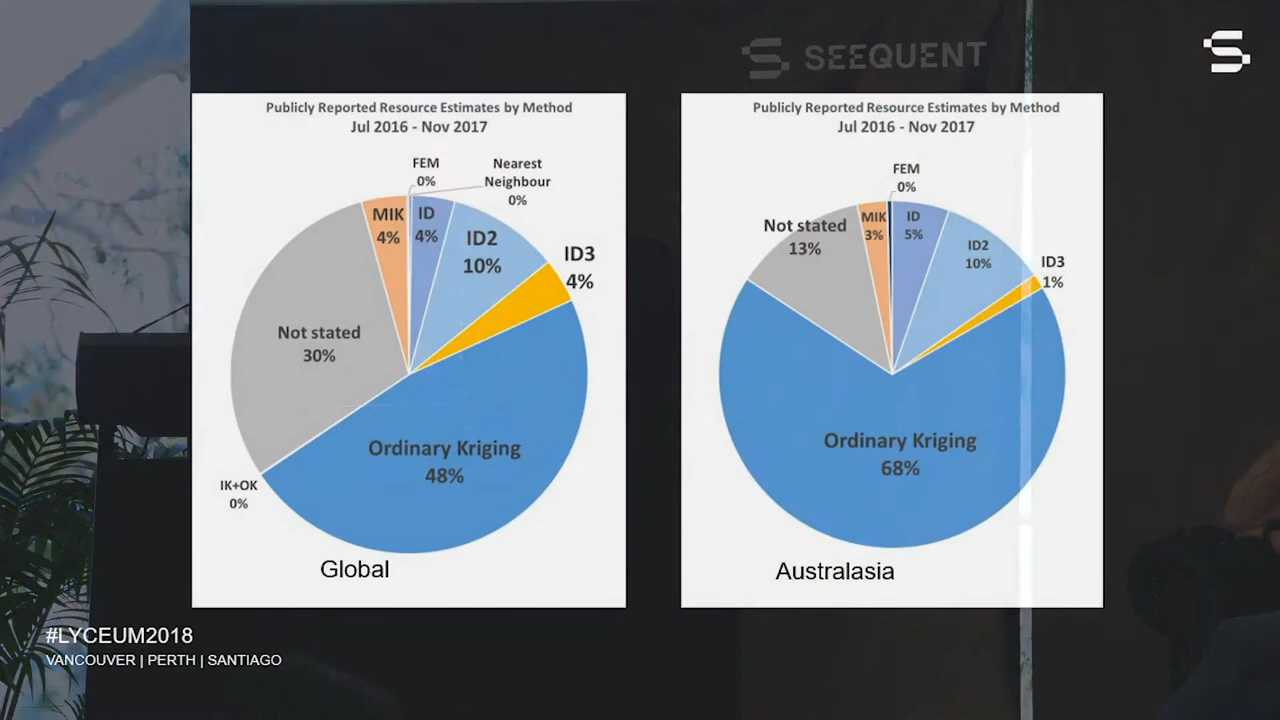 SEEQUENT
Publicly Reported Resource Estimates by Method
Jul 2016 - Nov 2017
FEM
0%
Nearest
Neighbour
0%
MIK
4%
ID
4%
ID2
10%
ID3
4%
Not stated
30%
Ordinary Kriging
48%
IK+OK
0%
Global
Publicly Reported Resource Estimates by Method
Jul 2016 - Nov 2017
FEM
0%
Not stated
13%
MIK
3%
ID
5%
ID2
10%
ID3
1%
Ordinary Kriging
68%
Australasia
#LYCEUM2018
VANCOUVER | PERTH | SANTIAGO